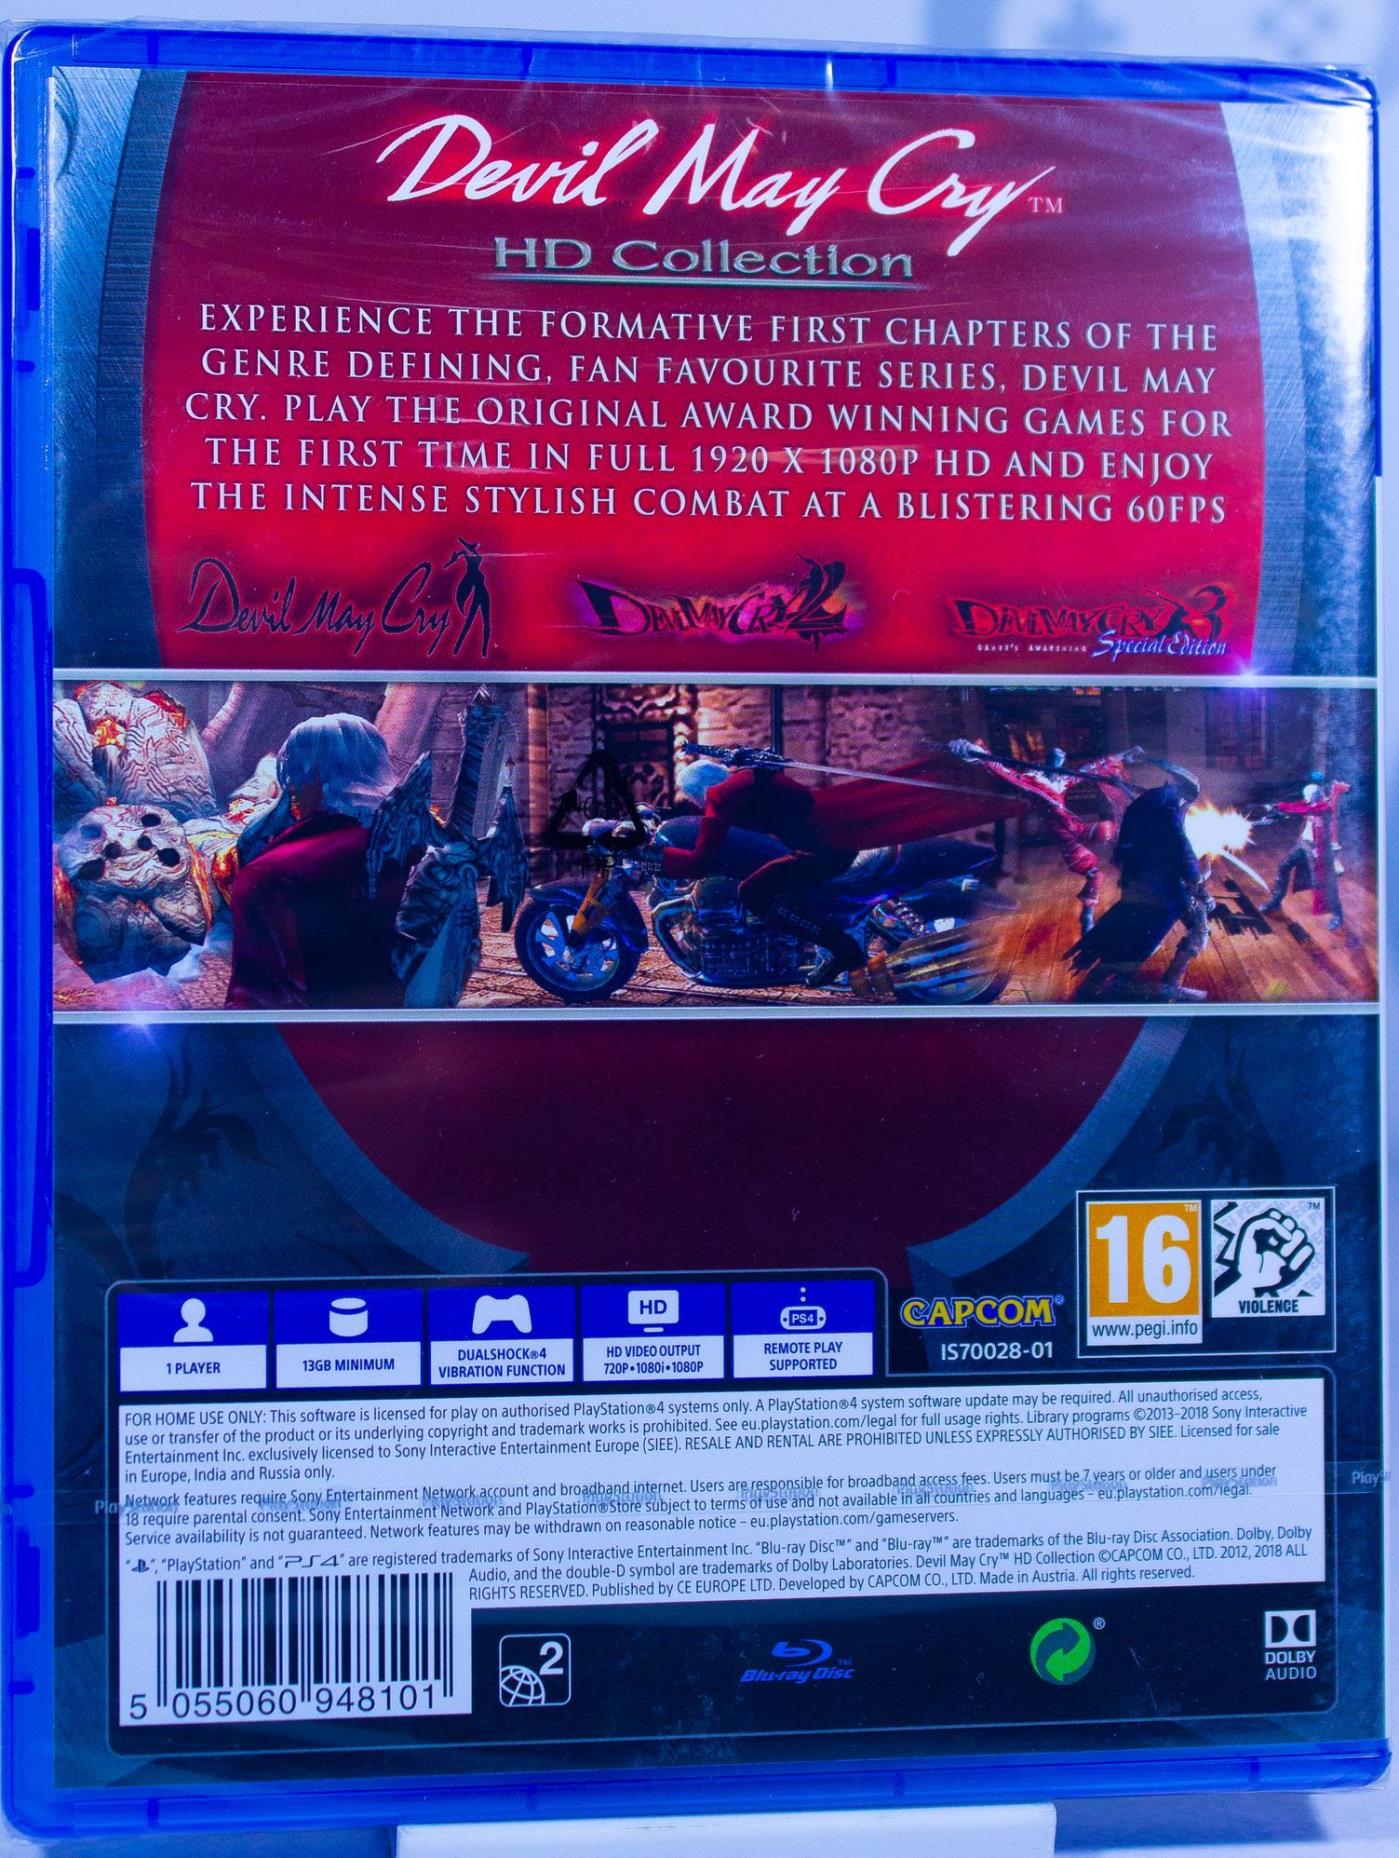 Devil May Cry™
HD Collection
EXPERIENCE THE FORMATIVE FIRST CHAPTERS OF THE
GENRE DEFINING, FAN FAVOURITE SERIES, DEVIL MAY
CRY. PLAY THE ORIGINAL AWARD WINNING GAMES FOR
THE FIRST TIME IN FULL 1920 X 1080P HD AND ENJOY
THE INTENSE STYLISH COMBAT AT A BLISTERING 60FPS
Devil May Cry
DEVIL MAY CRY 2
DEVIL MAY CRY 3
DANTE'S AWAKENING Special Edition
PP
16™
www.pegi.info
™
VIOLENCE
CAPCOM®
IS70028-01
1 PLAYER
13GB MINIMUM
DUALSHOCK®4
VIBRATION FUNCTION
HD
HD VIDEO OUTPUT
720P•1080i•1080P
PS4
REMOTE PLAY
SUPPORTED
FOR HOME USE ONLY: This software is licensed for play on authorised PlayStation®4 systems only. A PlayStation®4 system software update may be required. All unauthorised access,
use or transfer of the product or its underlying copyright and trademark works is prohibited. See eu.playstation.com/legal for full usage rights. Library programs ©2013-2018 Sony Interactive
Entertainment Inc. exclusively licensed to Sony Interactive Entertainment Europe (SIEE). RESALE AND RENTAL ARE PROHIBITED UNLESS EXPRESSLY AUTHORISED BY SIEE. Licensed for sale
in Europe, India and Russia only.
Network features require Sony Entertainment Network account and broadband internet. Users are responsible for broadband access fees. Users must be 7 years or older and users under
18 require parental consent. Sony Entertainment Network and PlayStation®Store subject to terms of use and not available in all countries and languages – eu.playstation.com/legal.
Service availability is not guaranteed. Network features may be withdrawn on reasonable notice – eu.playstation.com/gameservers.
" ", "PlayStation" and "PS4" are registered trademarks of Sony Interactive Entertainment Inc. "Blu-ray Disc™" and "Blu-ray™" are trademarks of the Blu-ray Disc Association. Dolby, Dolby
Audio, and the double-D symbol are trademarks of Dolby Laboratories. Devil May Cry™ HD Collection ©CAPCOM CO., LTD. 2012, 2018 ALL
RIGHTS RESERVED. Published by CE EUROPE LTD. Developed by CAPCOM CO., LTD. Made in Austria. All rights reserved.
PlayStation PlayStation PlayStation PlayStation PlayStation PlayStation PlayStation PlayStation Play
5 055060 948101
2
Blu-ray Disc™
®
DOLBY
AUDIO